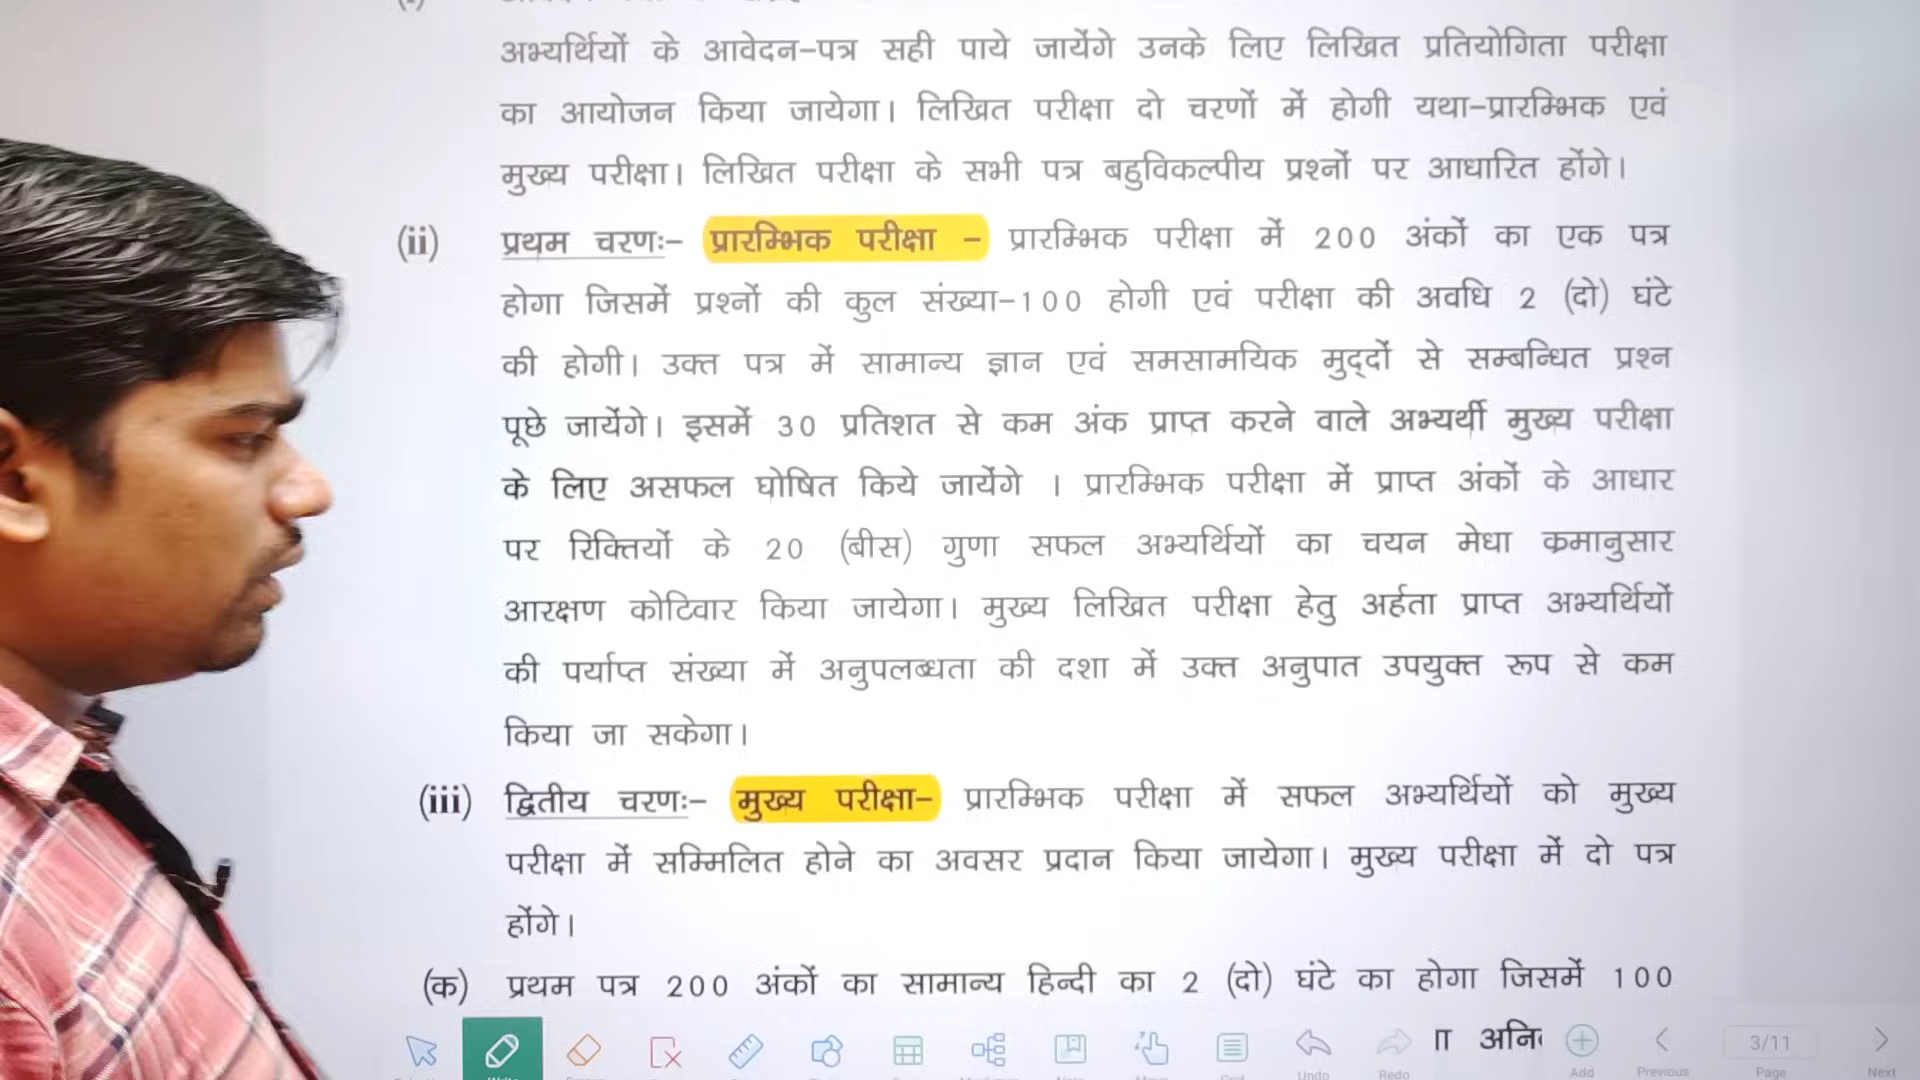 अभ्यर्थियों के आवेदन-पत्र सही पाये जायेंगे उनके लिए लिखित प्रतियोगिता परीक्षा
का आयोजन किया जायेगा। लिखित परीक्षा दो चरणों में होगी यथा-प्रारम्भिक एवं
मुख्य परीक्षा। लिखित परीक्षा के सभी पत्र बहुविकल्पीय प्रश्नों पर आधारित होंगे।
(ii) प्रथम चरणः- प्रारम्भिक परीक्षा - प्रारम्भिक परीक्षा में 200 अंकों का एक पत्र
होगा जिसमें प्रश्नों की कुल संख्या-100 होगी एवं परीक्षा की अवधि 2 (दो) घंटे
की होगी। उक्त पत्र में सामान्य ज्ञान एवं समसामयिक मुद्दों से सम्बन्धित प्रश्न
पूछे जायेंगे। इसमें 30 प्रतिशत से कम अंक प्राप्त करने वाले अभ्यर्थी मुख्य परीक्षा
के लिए असफल घोषित किये जायेंगे । प्रारम्भिक परीक्षा में प्राप्त अंकों के आधार
पर रिक्तियों के 20 (बीस) गुणा सफल अभ्यर्थियों का चयन मेधा क्रमानुसार
आरक्षण कोटिवार किया जायेगा। मुख्य लिखित परीक्षा हेतु अर्हता प्राप्त अभ्यर्थियों
की पर्याप्त संख्या में अनुपलब्धता की दशा में उक्त अनुपात उपयुक्त रूप से कम
किया जा सकेगा।
(iii) द्वितीय चरणः- मुख्य परीक्षा- प्रारम्भिक परीक्षा में सफल अभ्यर्थियों को मुख्य
परीक्षा में सम्मिलित होने का अवसर प्रदान किया जायेगा। मुख्य परीक्षा में दो पत्र
होंगे।
(क) प्रथम पत्र 200 अंकों का सामान्य हिन्दी का 2 (दो) घंटे का होगा जिसमें 100
3/11
Undo Redo Add Previous Page Next